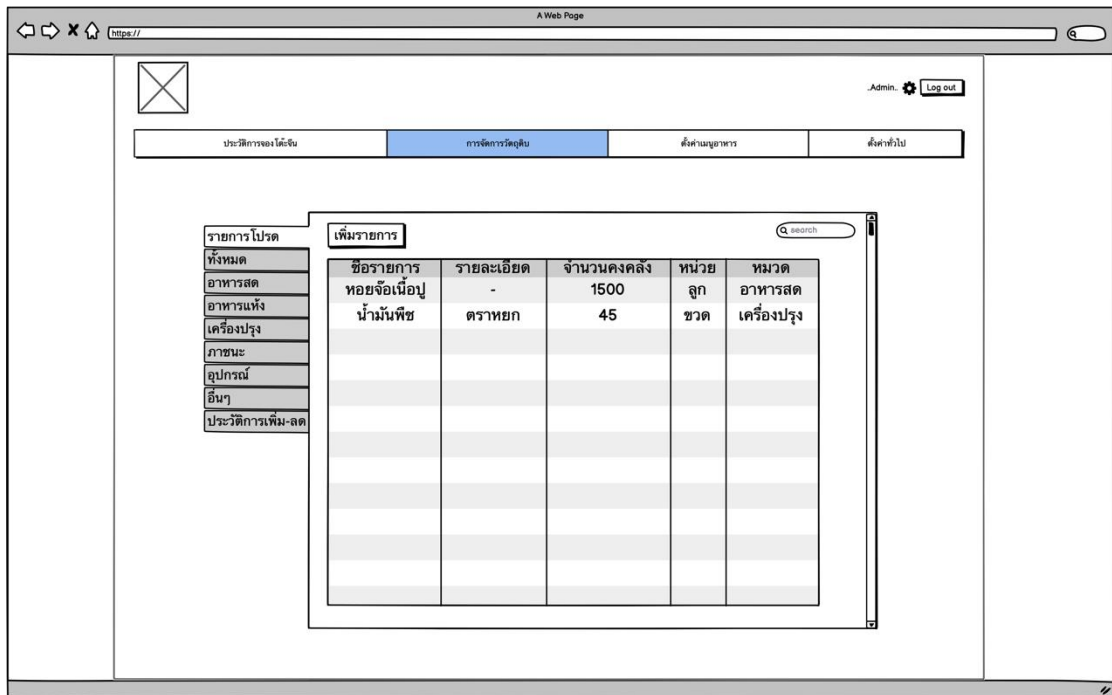 A Web Page
https://
..Admin.. Log out
ประวัติการจองโต๊ะจีน การจัดการวัตถุดิบ ตั้งค่าเมนูอาหาร ตั้งค่าทั่วไป
รายการโปรด
ทั้งหมด
อาหารสด
อาหารแห้ง
เครื่องปรุง
ภาชนะ
อุปกรณ์
อื่นๆ
ประวัติการเพิ่ม-ลด
เพิ่มรายการ search
ชื่อรายการ รายละเอียด จำนวนคงคลัง หน่วย หมวด
หอยจ๊อเนื้อปู - 1500 ลูก อาหารสด
น้ำมันพืช ตราหยก 45 ขวด เครื่องปรุง